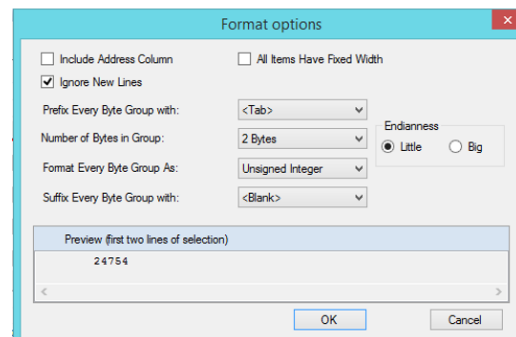 Format options
Include Address Column
All Items Have Fixed Width
Ignore New Lines
Prefix Every Byte Group with:
<Tab>
Number of Bytes in Group:
2 Bytes
Endianness
Little
Big
Format Every Byte Group As:
Unsigned Integer
Suffix Every Byte Group with:
<Blank>
Preview (first two lines of selection)
24754
OK
Cancel